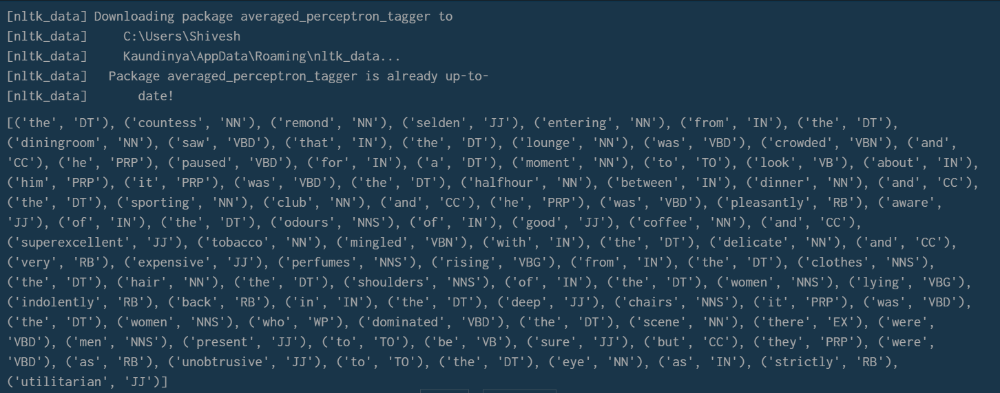 [nltk_data] Downloading package averaged_perceptron_tagger to
[nltk_data]     C:\Users\Shivesh
[nltk_data]     Kaundinya\AppData\Roaming\nltk_data...
[nltk_data]   Package averaged_perceptron_tagger is already up-to-
[nltk_data]       date!
[('the', 'DT'), ('countess', 'NN'), ('remond', 'NN'), ('selden', 'JJ'), ('entering', 'NN'), ('from', 'IN'), ('the', 'DT'),
('diningroom', 'NN'), ('saw', 'VBD'), ('that', 'IN'), ('the', 'DT'), ('lounge', 'NN'), ('was', 'VBD'), ('crowded', 'VBN'), ('and',
'CC'), ('he', 'PRP'), ('paused', 'VBD'), ('for', 'IN'), ('a', 'DT'), ('moment', 'NN'), ('to', 'TO'), ('look', 'VB'), ('about', 'IN'),
('him', 'PRP'), ('it', 'PRP'), ('was', 'VBD'), ('the', 'DT'), ('halfhour', 'NN'), ('between', 'IN'), ('dinner', 'NN'), ('and', 'CC'),
('the', 'DT'), ('sporting', 'NN'), ('club', 'NN'), ('and', 'CC'), ('he', 'PRP'), ('was', 'VBD'), ('pleasantly', 'RB'), ('aware',
'JJ'), ('of', 'IN'), ('the', 'DT'), ('odours', 'NNS'), ('of', 'IN'), ('good', 'JJ'), ('coffee', 'NN'), ('and', 'CC'),
('superexcellent', 'JJ'), ('tobacco', 'NN'), ('mingled', 'VBN'), ('with', 'IN'), ('the', 'DT'), ('delicate', 'NN'), ('and', 'CC'),
('very', 'RB'), ('expensive', 'JJ'), ('perfumes', 'NNS'), ('rising', 'VBG'), ('from', 'IN'), ('the', 'DT'), ('clothes', 'NNS'),
('the', 'DT'), ('hair', 'NN'), ('the', 'DT'), ('shoulders', 'NNS'), ('of', 'IN'), ('the', 'DT'), ('women', 'NNS'), ('lying', 'VBG'),
('indolently', 'RB'), ('back', 'RB'), ('in', 'IN'), ('the', 'DT'), ('deep', 'JJ'), ('chairs', 'NNS'), ('it', 'PRP'), ('was', 'VBD'),
('the', 'DT'), ('women', 'NNS'), ('who', 'WP'), ('dominated', 'VBD'), ('the', 'DT'), ('scene', 'NN'), ('there', 'EX'), ('were',
'VBD'), ('men', 'NNS'), ('present', 'JJ'), ('to', 'TO'), ('be', 'VB'), ('sure', 'JJ'), ('but', 'CC'), ('they', 'PRP'), ('were',
'VBD'), ('as', 'RB'), ('unobtrusive', 'JJ'), ('to', 'TO'), ('the', 'DT'), ('eye', 'NN'), ('as', 'IN'), ('strictly', 'RB'),
('utilitarian', 'JJ')]